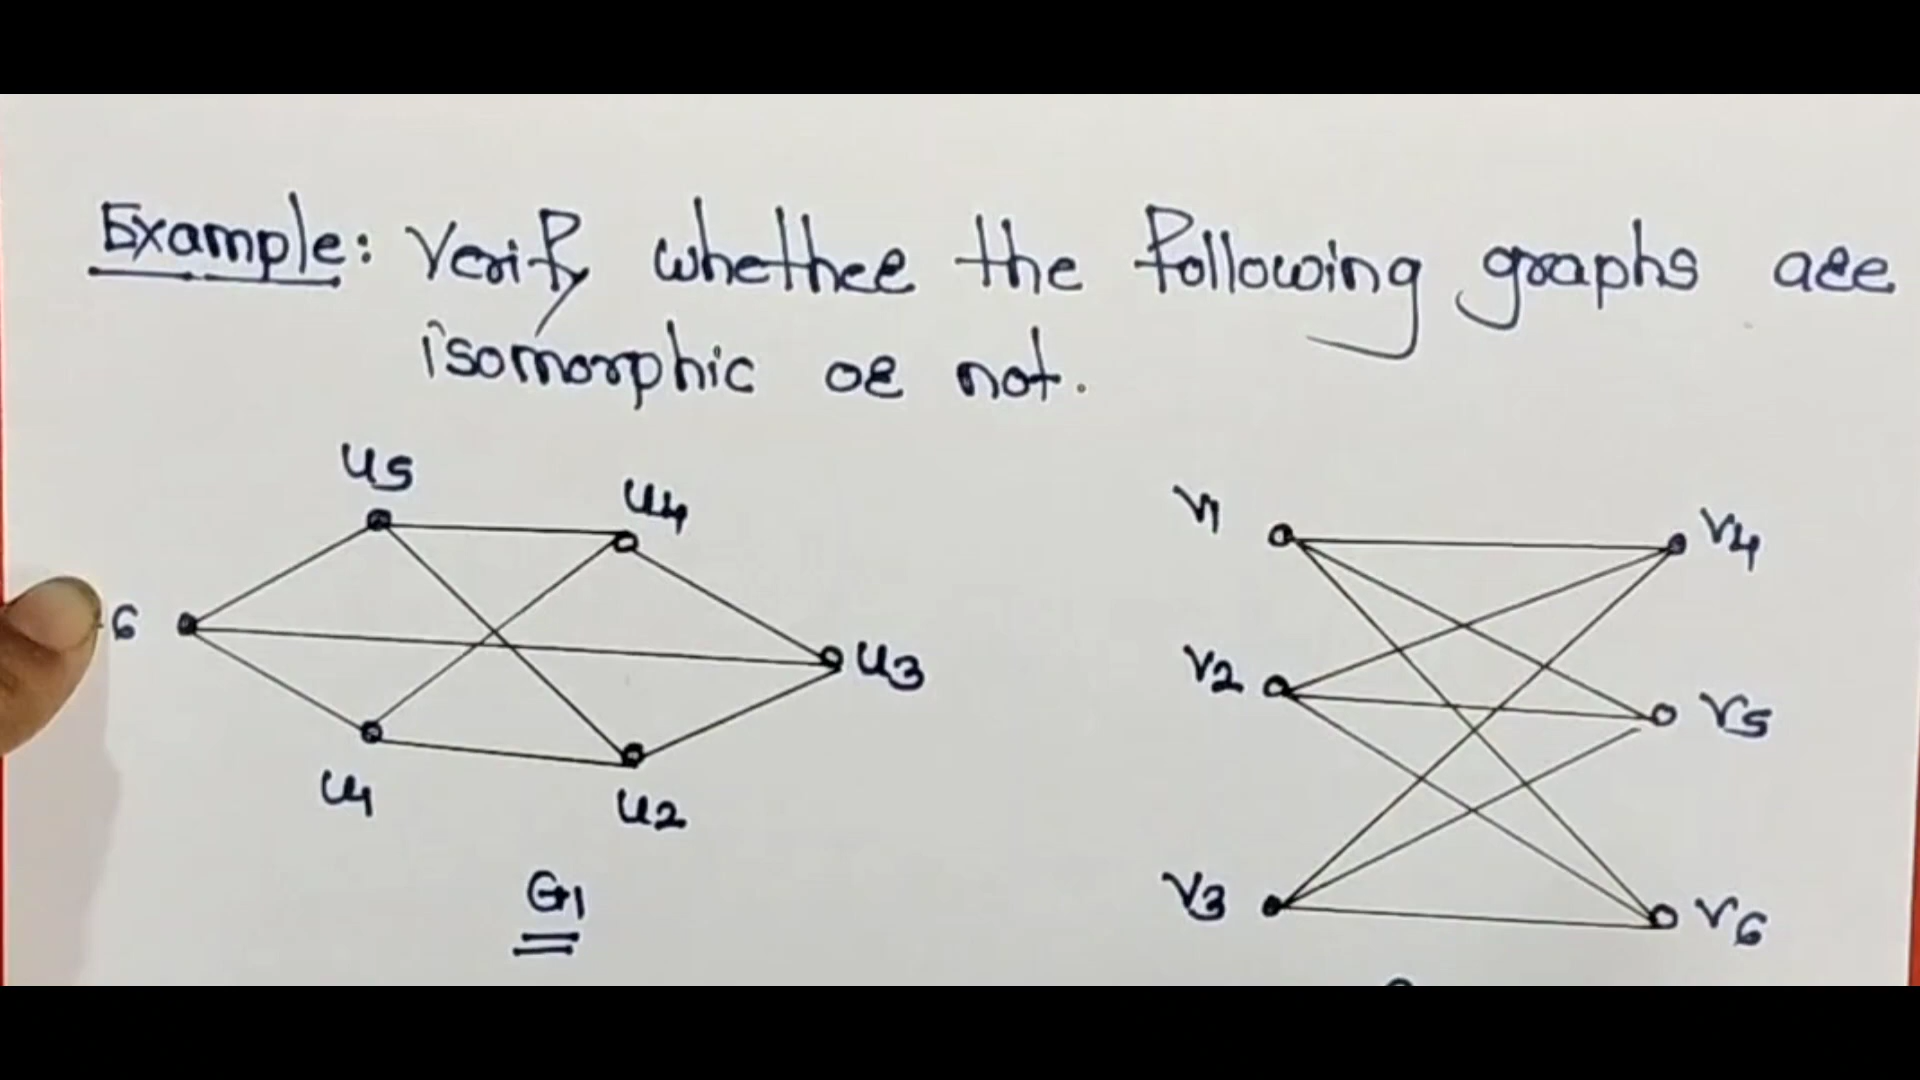 Example: Verify whether the following graphs are
isomorphic or not.
u5
u4
6
u3
u1
u2
G1
v1
v4
v2
v5
v3
v6